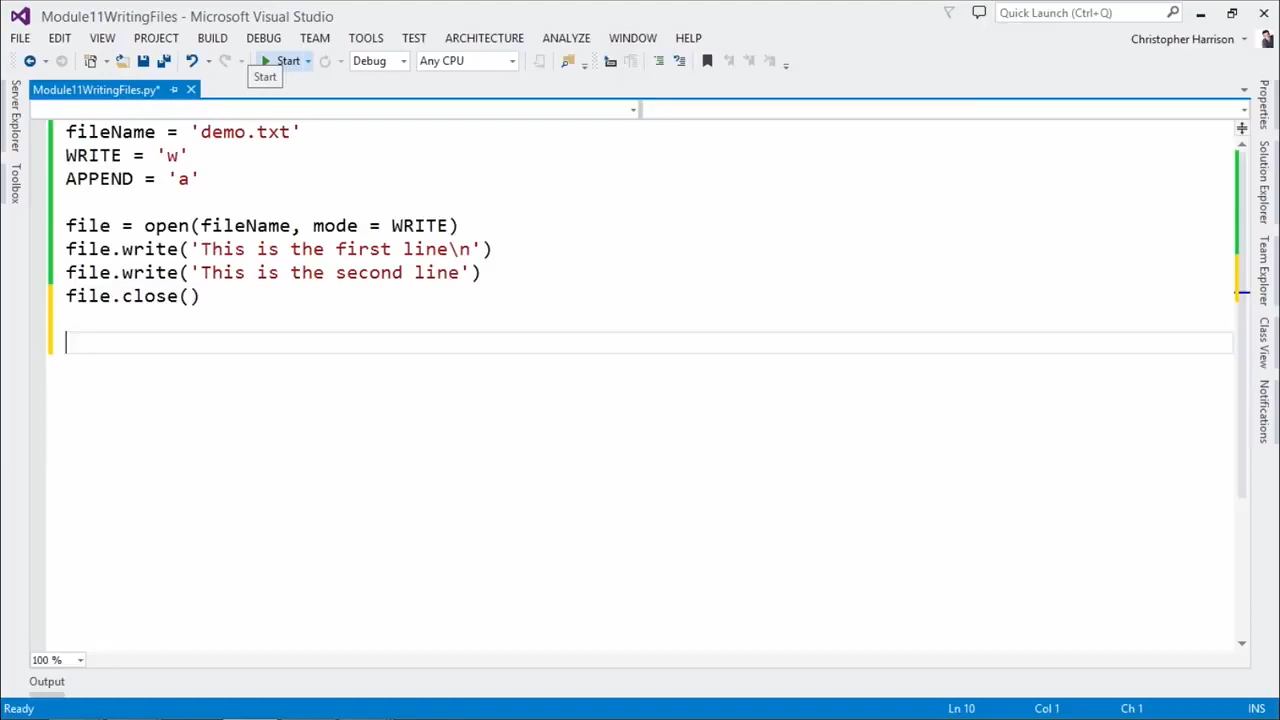 Module11WritingFiles - Microsoft Visual Studio
Quick Launch (Ctrl+Q)
FILE EDIT VIEW PROJECT BUILD DEBUG TEAM TOOLS TEST ARCHITECTURE ANALYZE WINDOW HELP
Christopher Harrison
Start Debug Any CPU
Start
Module11WritingFiles.py*
Server Explorer
Toolbox
fileName = 'demo.txt'
WRITE = 'w'
APPEND = 'a'
file = open(fileName, mode = WRITE)
file.write('This is the first line\n')
file.write('This is the second line')
file.close()
Properties
Solution Explorer
Team Explorer
Class View
Notifications
100 %
Output
Ready Ln 10 Col 1 Ch 1 INS